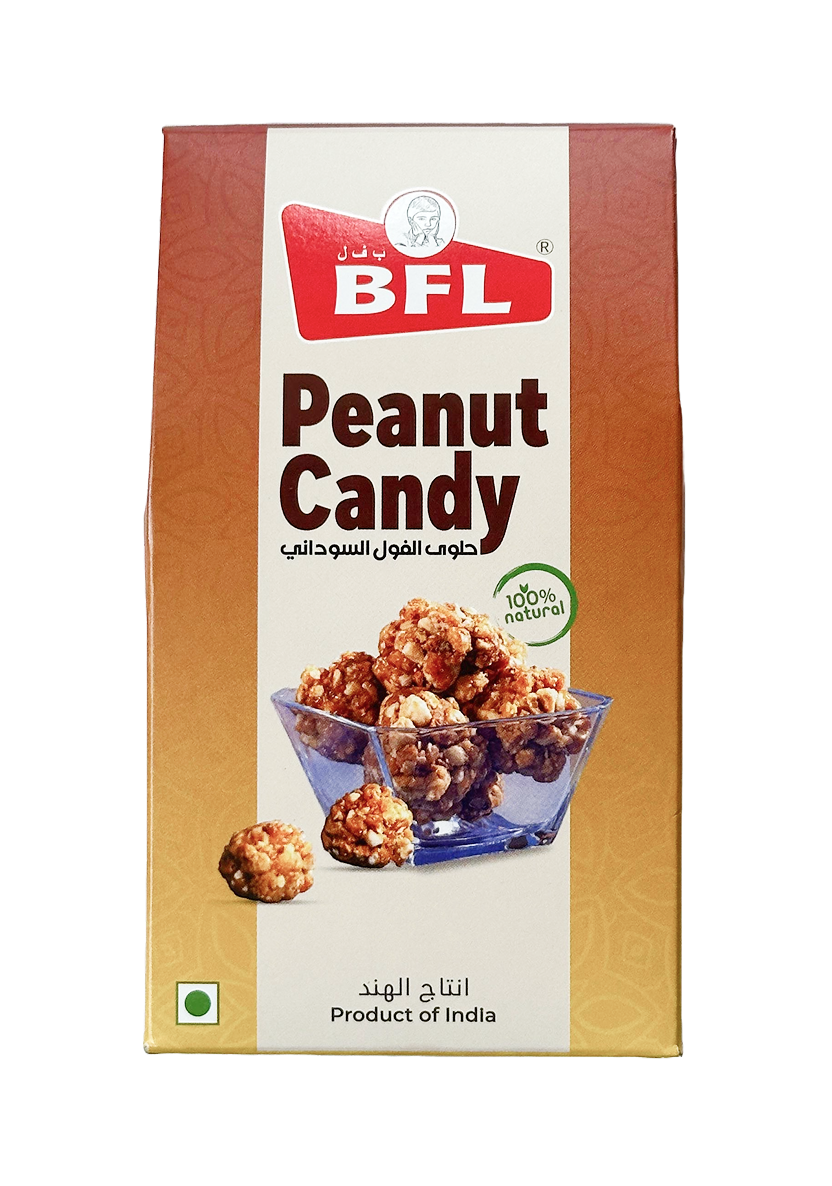 ب ف ل
BFL
®
Peanut
Candy
حلوى الفول السوداني
100%
natural
انتاج الهند
Product of India